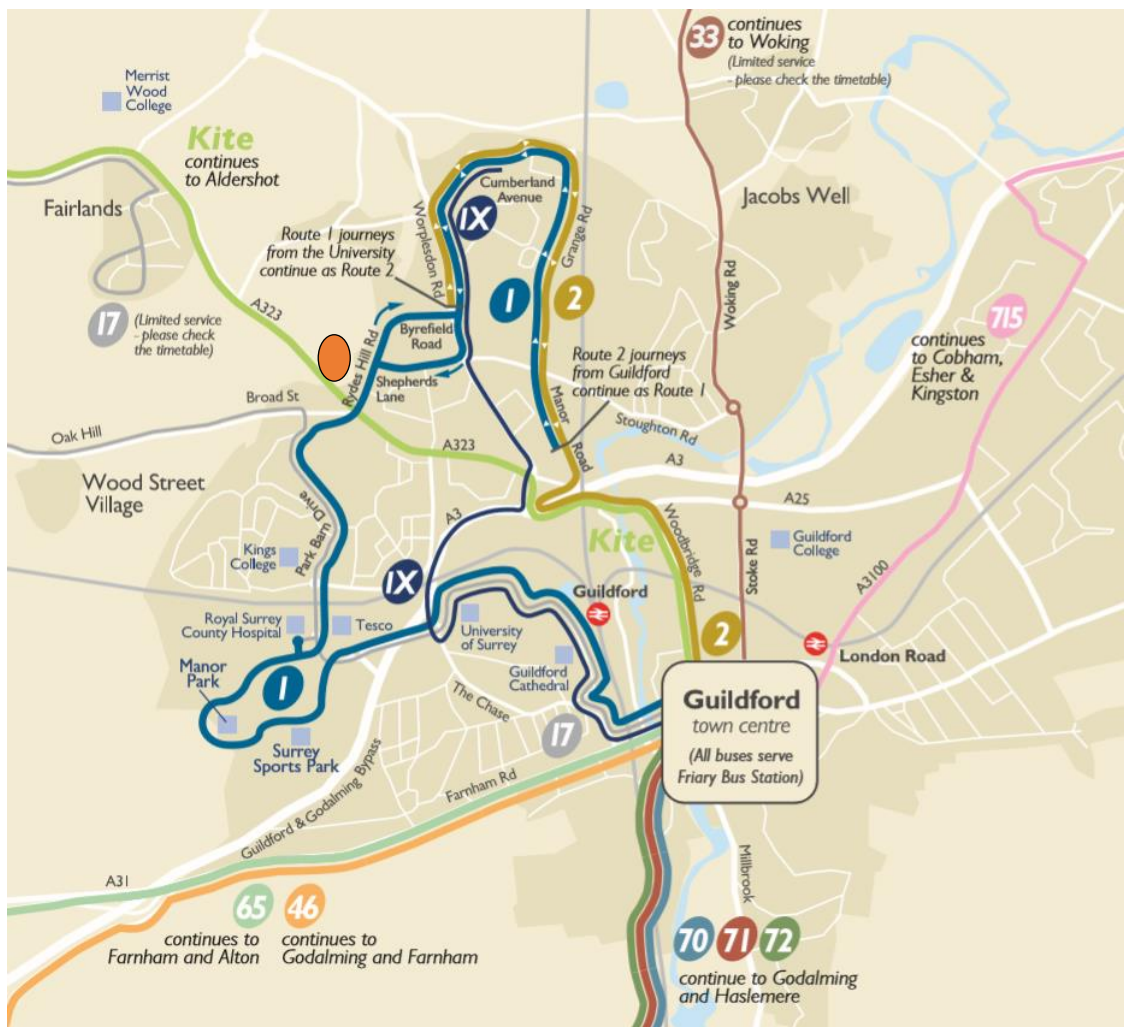 33
continues
to Woking
(Limited service
- please check the timetable)
Merrist
Wood
College
Kite
continues
to Aldershot
Fairlands
Cumberland
Avenue
Jacobs Well
1X
Worplesdon Rd
Grange Rd
Woking Rd
Route 1 journeys
from the University
continue as Route 2
1
2
17
(Limited service
- please check
the timetable)
A323
Rydes Hill Rd
Byrefield
Road
Shepherds
Lane
715
continues
to Cobham,
Esher &
Kingston
Route 2 journeys
from Guildford
continue as Route 1
Manor Road
Stoughton Rd
Broad St
Oak Hill
A323
A3
A25
Wood Street
Village
Park Barn Drive
A3
Kings
College
Kite
Woodbridge Rd
Stoke Rd
Guildford
College
A3100
1X
Guildford
Royal Surrey
County Hospital
Tesco
University
of Surrey
2
London Road
Manor
Park
1
Guildford
Cathedral
The Chase
17
Guildford
town centre
(All buses serve
Friary Bus Station)
Surrey
Sports Park
Guildford & Godalming Bypass
Farnham Rd
A31
65
46
continues to
Farnham and Alton
continues to
Godalming and Farnham
Millbrook
70
71
72
continue to Godalming
and Haslemere